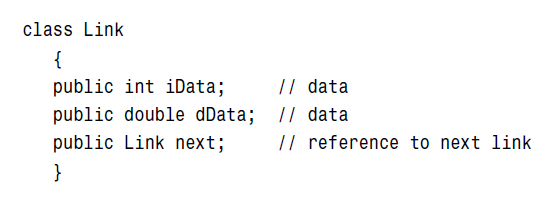 class Link
{
public int iData; // data
public double dData; // data
public Link next; // reference to next link
}